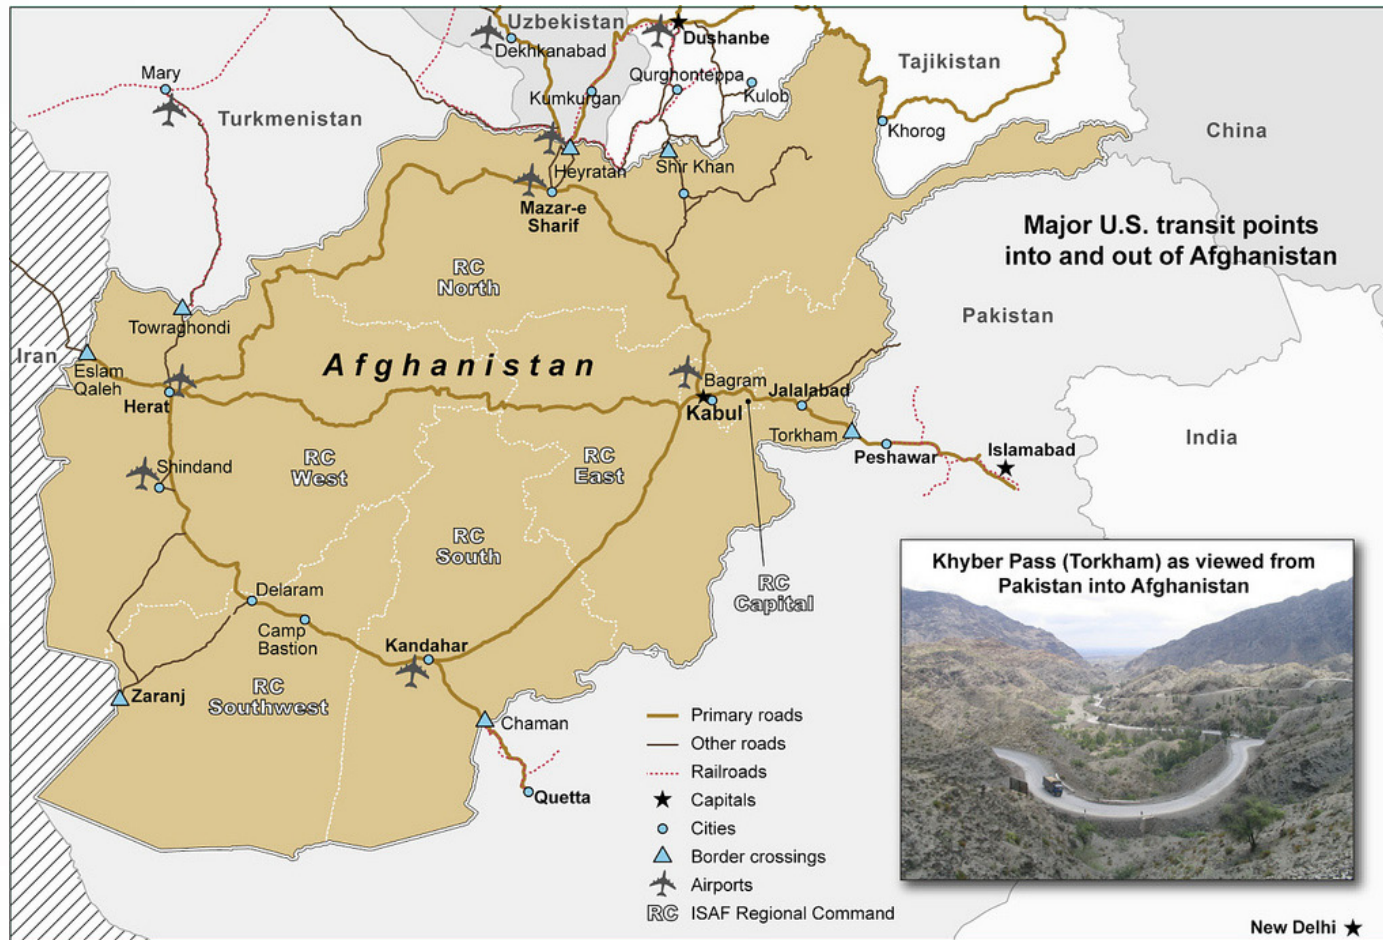 Uzbekistan
Dushanbe
Dekhkanabad
Tajikistan
Mary
Qurghonteppa
Kumkurgan
Kulob
Turkmenistan
Khorog
China
Heyratan
Shir Khan
Mazar-e
Sharif
Major U.S. transit points
into and out of Afghanistan
RC
North
Towraghondi
Pakistan
Iran
Eslam
Qaleh
Afghanistan
Bagram
Jalalabad
Herat
Kabul
Torkham
India
Peshawar
Islamabad
Shindand
RC
West
RC
East
RC
South
Khyber Pass (Torkham) as viewed from
Pakistan into Afghanistan
RC
Capital
Delaram
Camp
Bastion
Kandahar
Zaranj
RC
Southwest
Chaman
Quetta
Primary roads
Other roads
Railroads
Capitals
Cities
Border crossings
Airports
RC ISAF Regional Command
New Delhi